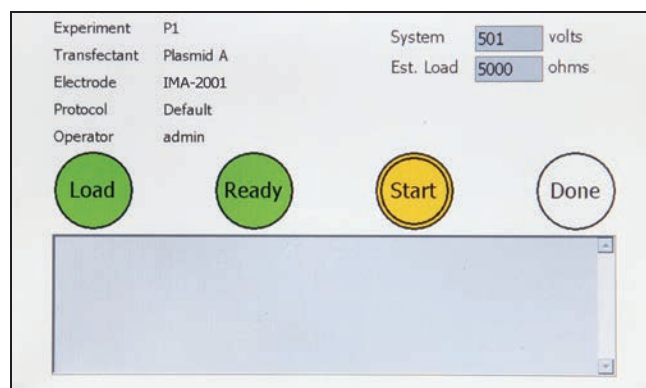 Experiment P1
Transfectant Plasmid A
Electrode IMA-2001
Protocol Default
Operator admin
System 501 volts
Est. Load 5000 ohms
Load Ready Start Done